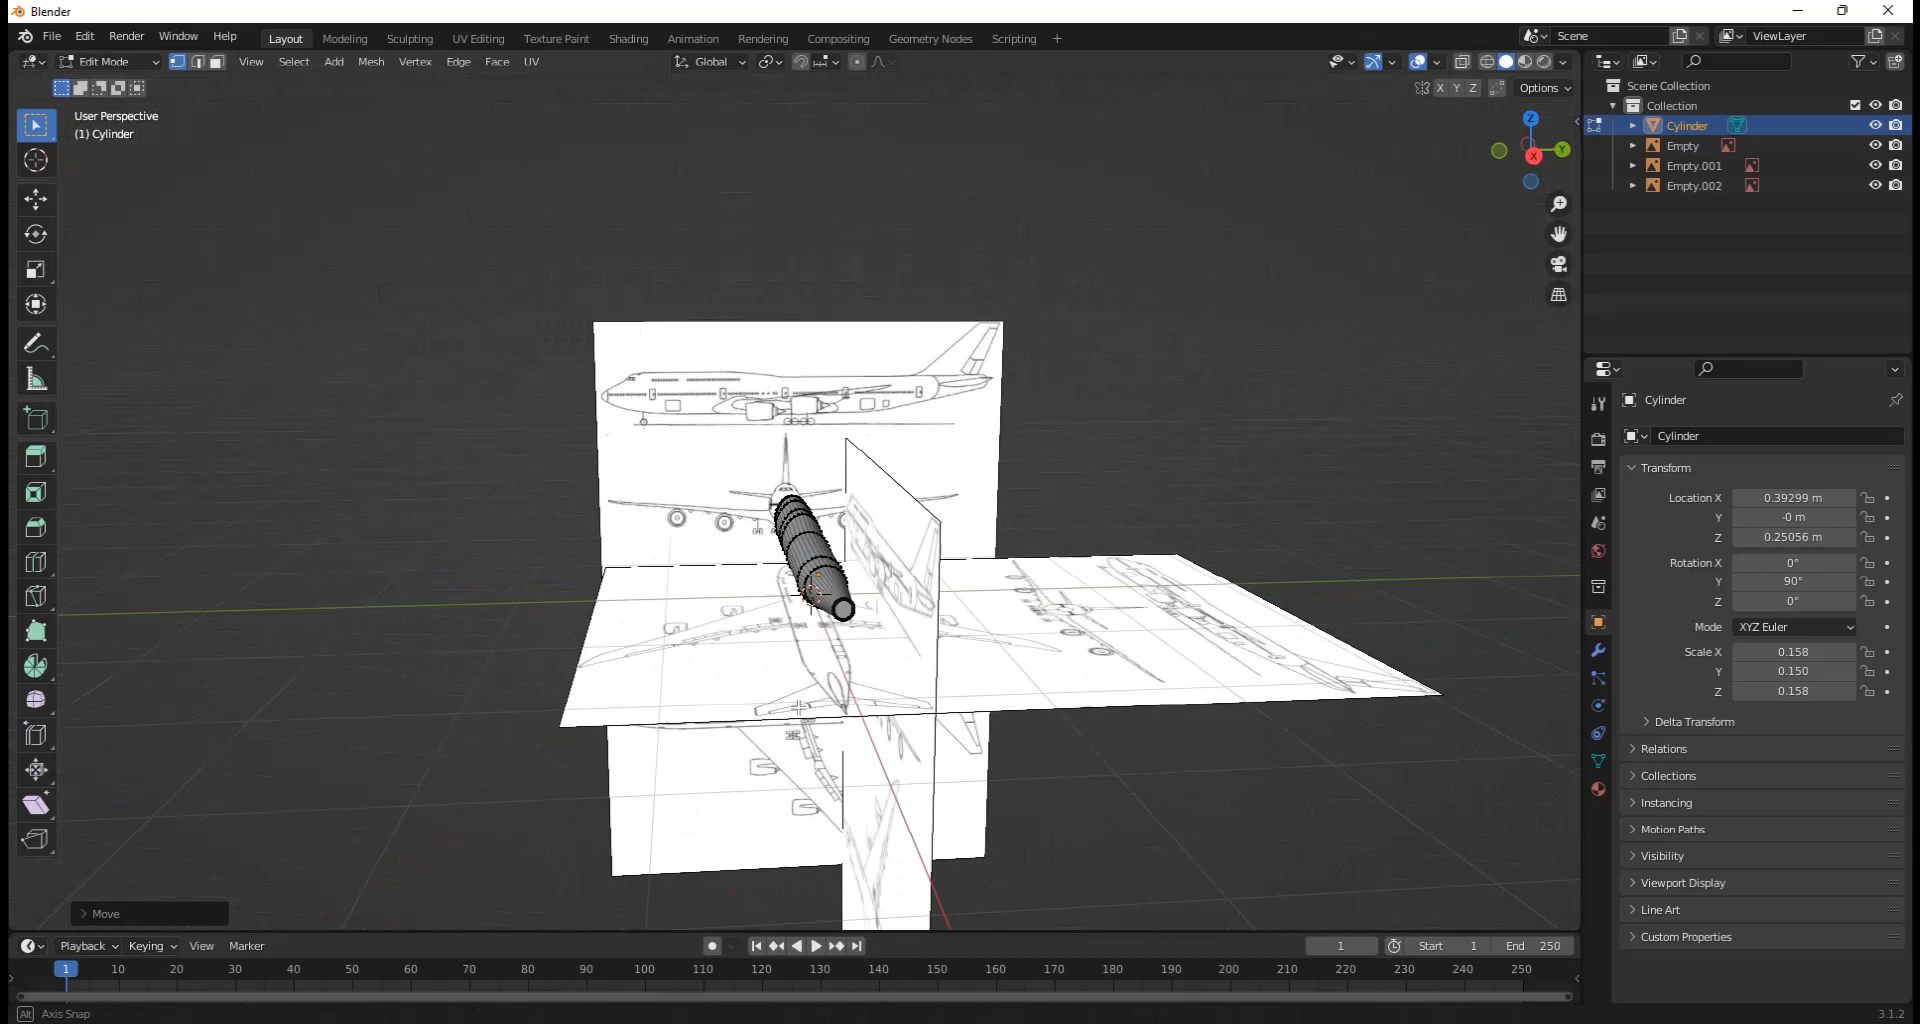 Blender
File Edit Render Window Help
Layout Modeling Sculpting UV Editing Texture Paint Shading Animation Rendering Compositing Geometry Nodes Scripting +
Scene
ViewLayer
Edit Mode
View Select Add Mesh Vertex Edge Face UV
Global
X Y Z
Options
User Perspective
(1) Cylinder
Z
Y
X
Scene Collection
Collection
Cylinder
Empty
Empty.001
Empty.002
Cylinder
Cylinder
Transform
Location X 0.39299 m
Y -0 m
Z 0.25056 m
Rotation X 0°
Y 90°
Z 0°
Mode XYZ Euler
Scale X 0.158
Y 0.150
Z 0.158
Delta Transform
Relations
Collections
Instancing
Motion Paths
Visibility
Viewport Display
Line Art
Custom Properties
Move
Playback Keying View Marker
1
Start 1
End 250
1 10 20 30 40 50 60 70 80 90 100 110 120 130 140 150 160 170 180 190 200 210 220 230 240 250
Alt Axis Snap
3.1.2